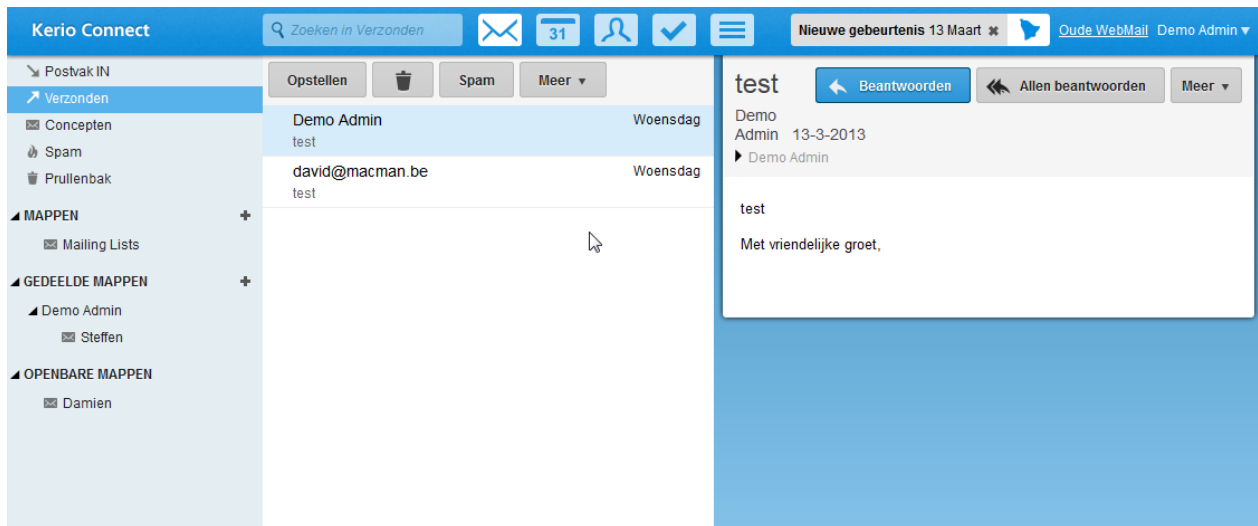 Kerio Connect
Zoeken in Verzonden
31
Nieuwe gebeurtenis 13 Maart
Oude WebMail
Demo Admin
Postvak IN
Verzonden
Concepten
Spam
Prullenbak
MAPPEN
Mailing Lists
GEDEELDE MAPPEN
Demo Admin
Steffen
OPENBARE MAPPEN
Damien
Opstellen
Spam
Meer
Demo Admin Woensdag
test
david@macman.be Woensdag
test
test
Beantwoorden
Allen beantwoorden
Meer
Demo
Admin 13-3-2013
Demo Admin
test
Met vriendelijke groet,